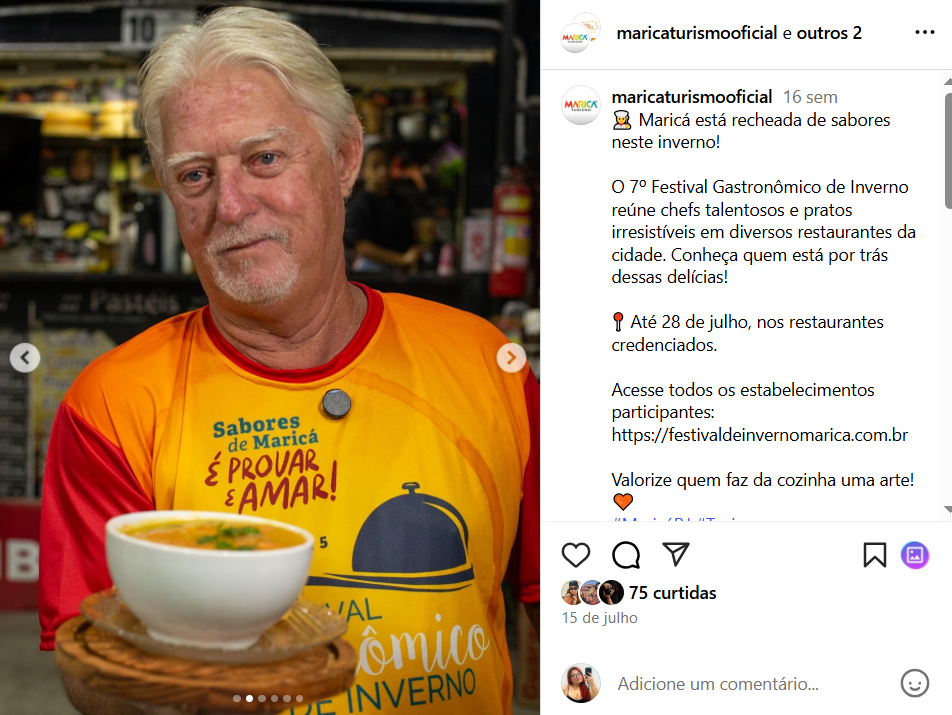 10
Pastéis
Sabores
de Maricá
É PROVAR
E AMAR!
5
VAL
ômico
DE INVERNO
maricaturismooficial e outros 2
MARICÁ
maricaturismooficial 16 sem
Maricá está recheada de sabores
neste inverno!
O 7º Festival Gastronômico de Inverno
reúne chefs talentosos e pratos
irresistíveis em diversos restaurantes da
cidade. Conheça quem está por trás
dessas delícias!
Até 28 de julho, nos restaurantes
credenciados.
Acesse todos os estabelecimentos
participantes:
https://festivaldeinvernomarica.com.br
Valorize quem faz da cozinha uma arte!
75 curtidas
15 de julho
Adicione um comentário...